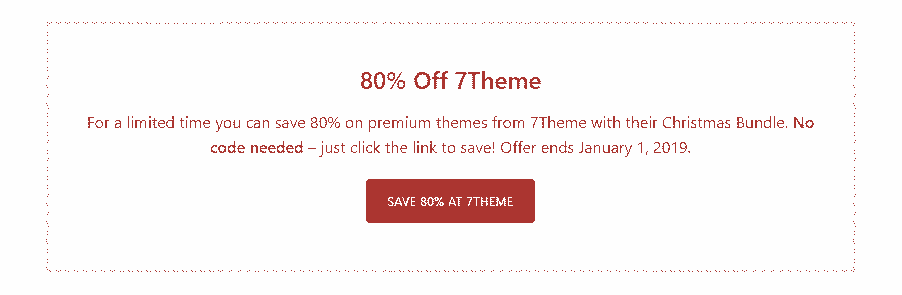 80% Off 7Theme
For a limited time you can save 80% on premium themes from 7Theme with their Christmas Bundle. No
code needed – just click the link to save! Offer ends January 1, 2019.
SAVE 80% AT 7THEME